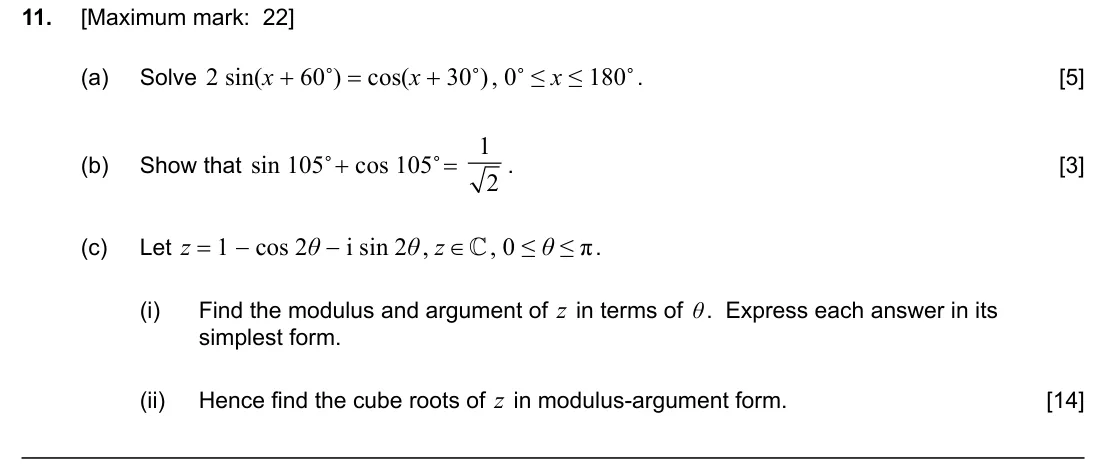 11. [Maximum mark: 22]
(a) Solve 2 sin(x + 60°) = cos(x + 30°), 0° ≤ x ≤ 180°. [5]
(b) Show that sin 105° + cos 105° = 1/√2. [3]
(c) Let z = 1 − cos 2θ − i sin 2θ, z ∈ ℂ, 0 ≤ θ ≤ π.
(i) Find the modulus and argument of z in terms of θ. Express each answer in its
simplest form.
(ii) Hence find the cube roots of z in modulus-argument form. [14]